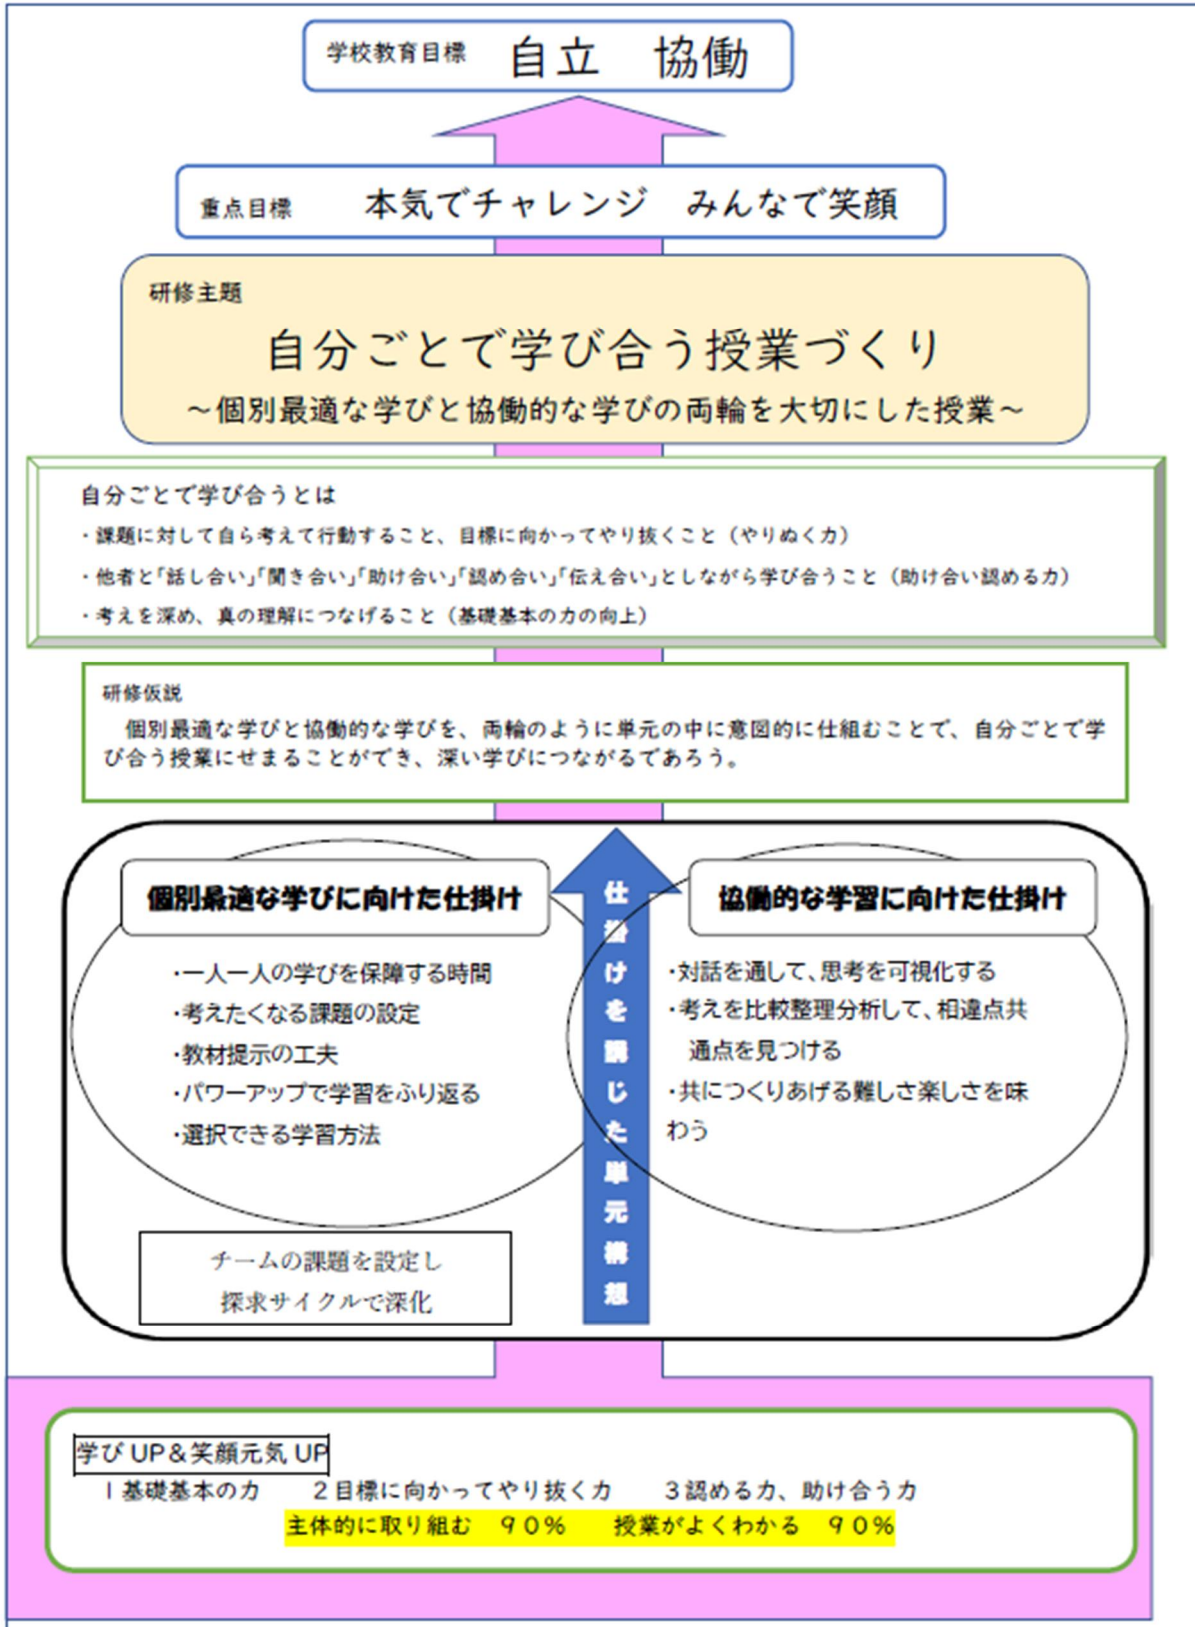 学校教育目標　自立　協働
重点目標　本気でチャレンジ　みんなで笑顔
研修主題
自分ごとで学び合う授業づくり
～個別最適な学びと協働的な学びの両輪を大切にした授業～
自分ごとで学び合うとは
・課題に対して自ら考えて行動すること、目標に向かってやり抜くこと（やりぬく力）
・他者と｢話し合い｣｢聞き合い｣｢助け合い｣｢認め合い｣｢伝え合い｣としながら学び合うこと（助け合い認める力）
・考えを深め、真の理解につなげること（基礎基本の力の向上）
研修仮説
個別最適な学びと協働的な学びを、両輪のように単元の中に意図的に仕組むことで、自分ごとで学
び合う授業にせまることができ、深い学びにつながるであろう。
個別最適な学びに向けた仕掛け
・一人一人の学びを保障する時間
・考えたくなる課題の設定
・教材提示の工夫
・パワーアップで学習をふり返る
・選択できる学習方法
チームの課題を設定し
探求サイクルで深化
仕掛けを講じた単元構想
協働的な学習に向けた仕掛け
・対話を通して、思考を可視化する
・考えを比較整理分析して、相違点共
通点を見つける
・共につくりあげる難しさ楽しさを味
わう
学び UP＆笑顔元気 UP
１基礎基本の力　２目標に向かってやり抜く力　３認める力、助け合う力
主体的に取り組む　９０％　授業がよくわかる　９０％